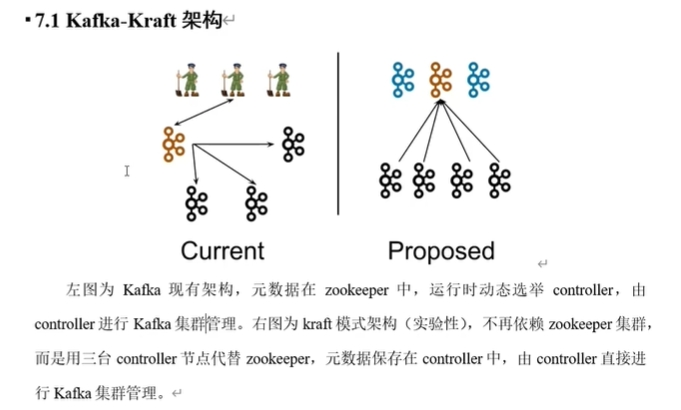 ▪7.1 Kafka-Kraft 架构↵
Current
Proposed
↵
左图为 Kafka 现有架构，元数据在 zookeeper 中，运行时动态选举 controller，由
controller 进行 Kafka 集群管理。右图为 kraft 模式架构（实验性），不再依赖 zookeeper 集群，
而是用三台 controller 节点代替 zookeeper，元数据保存在 controller 中，由 controller 直接进
行 Kafka 集群管理。↵